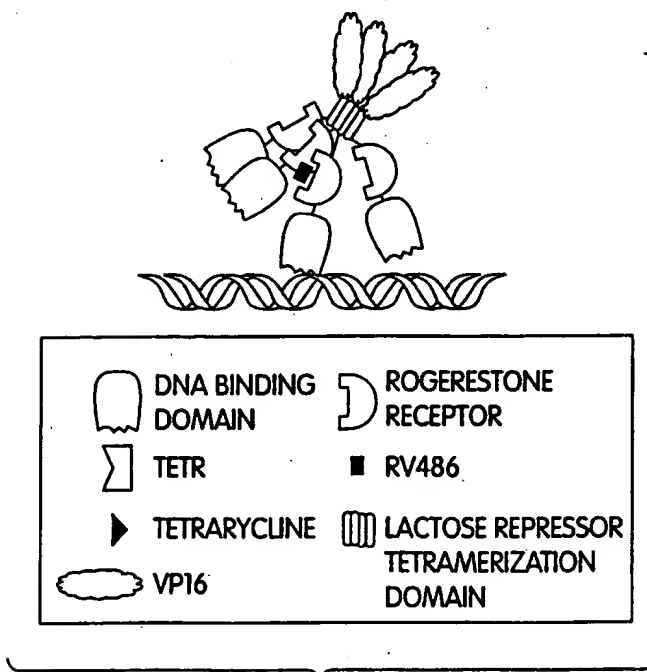 DNA BINDING
DOMAIN
ROGERESTONE
RECEPTOR
TETR
RV486
TETRARYCLINE
LACTOSE REPRESSOR
TETRAMERIZATION
DOMAIN
VP16